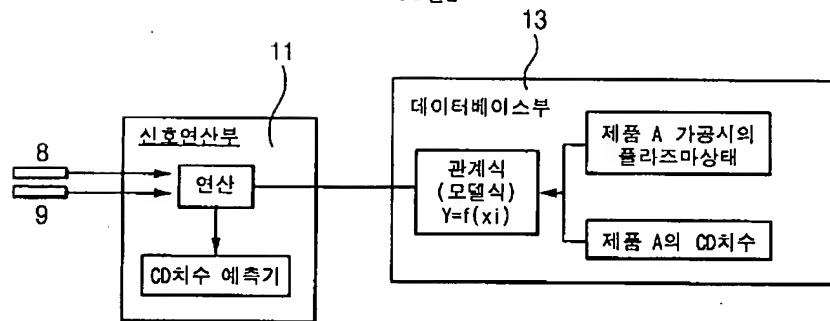 11
13
신호연산부
데이터베이스부
8
9
연산
관계식
(모델식)
Y=f(xi)
제품 A 가공시의
플라즈마상태
CD치수 예측기
제품 A의 CD치수